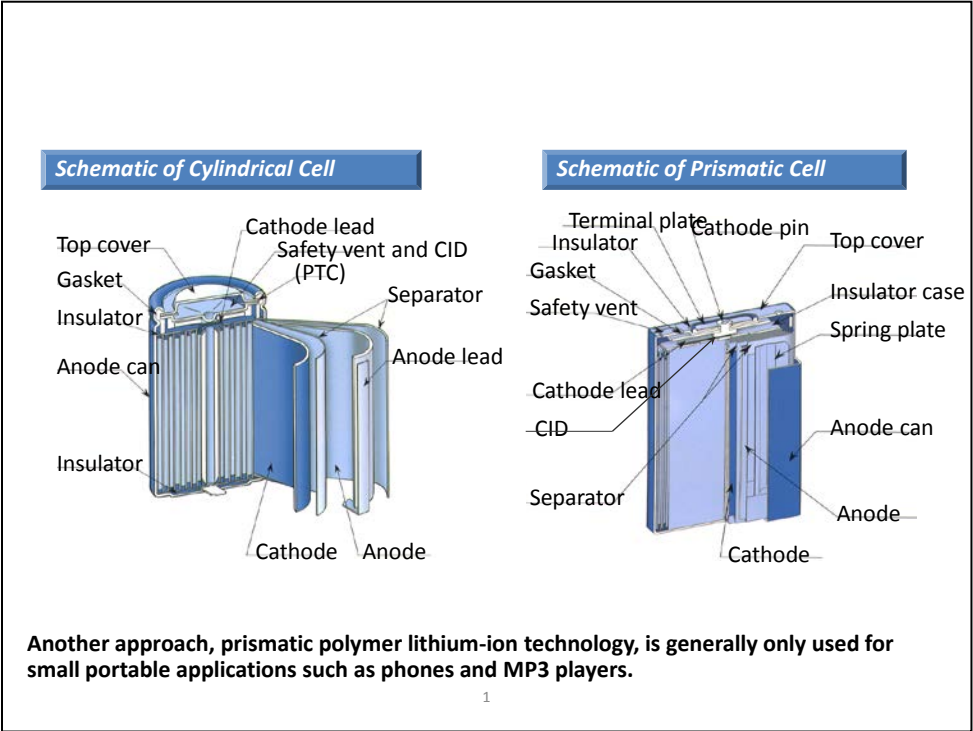 Schematic of Cylindrical Cell
Cathode lead
Top cover
Safety vent and CID
(PTC)
Gasket
Separator
Insulator
Anode lead
Anode can
Insulator
Cathode
Anode
Schematic of Prismatic Cell
Terminal plate
Cathode pin
Insulator
Top cover
Gasket
Insulator case
Safety vent
Spring plate
Cathode lead
CID
Anode can
Separator
Anode
Cathode
Another approach, prismatic polymer lithium-ion technology, is generally only used for
small portable applications such as phones and MP3 players.
1